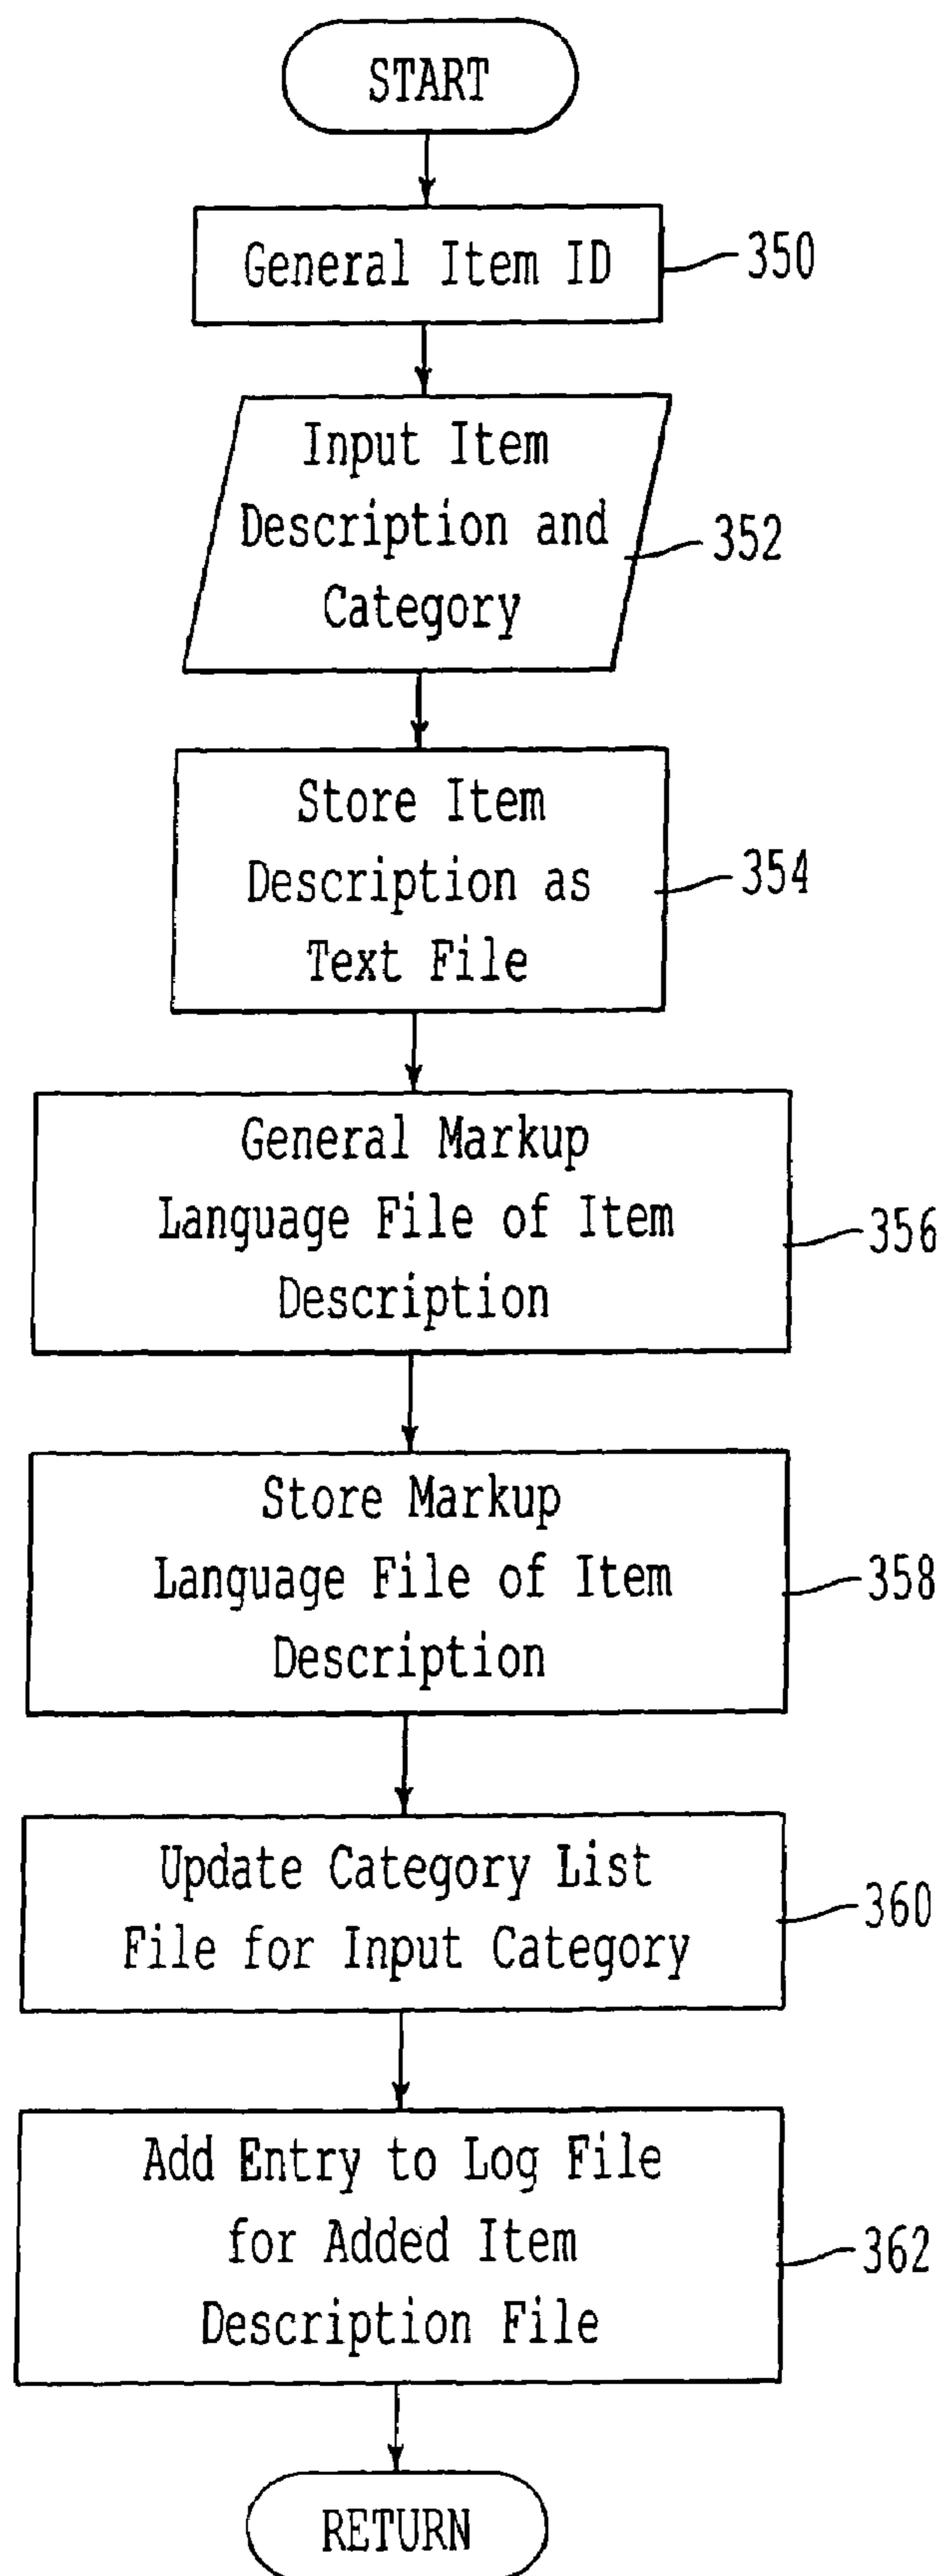 START
General Item ID
350
Input Item
Description and
Category
352
Store Item
Description as
Text File
354
General Markup
Language File of Item
Description
356
Store Markup
Language File of Item
Description
358
Update Category List
File for Input Category
360
Add Entry to Log File
for Added Item
Description File
362
RETURN